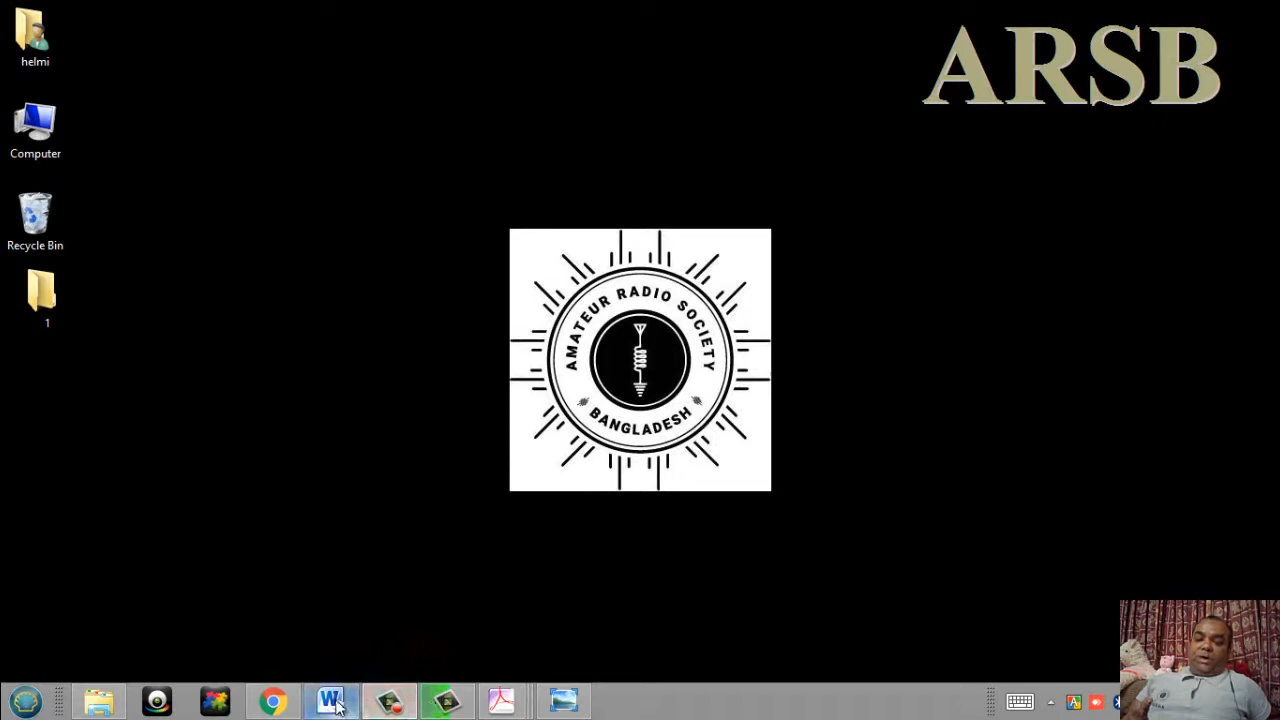 helmi
Computer
Recycle Bin
1
ARSB
AMATEUR RADIO SOCIETY
BANGLADESH
W
A